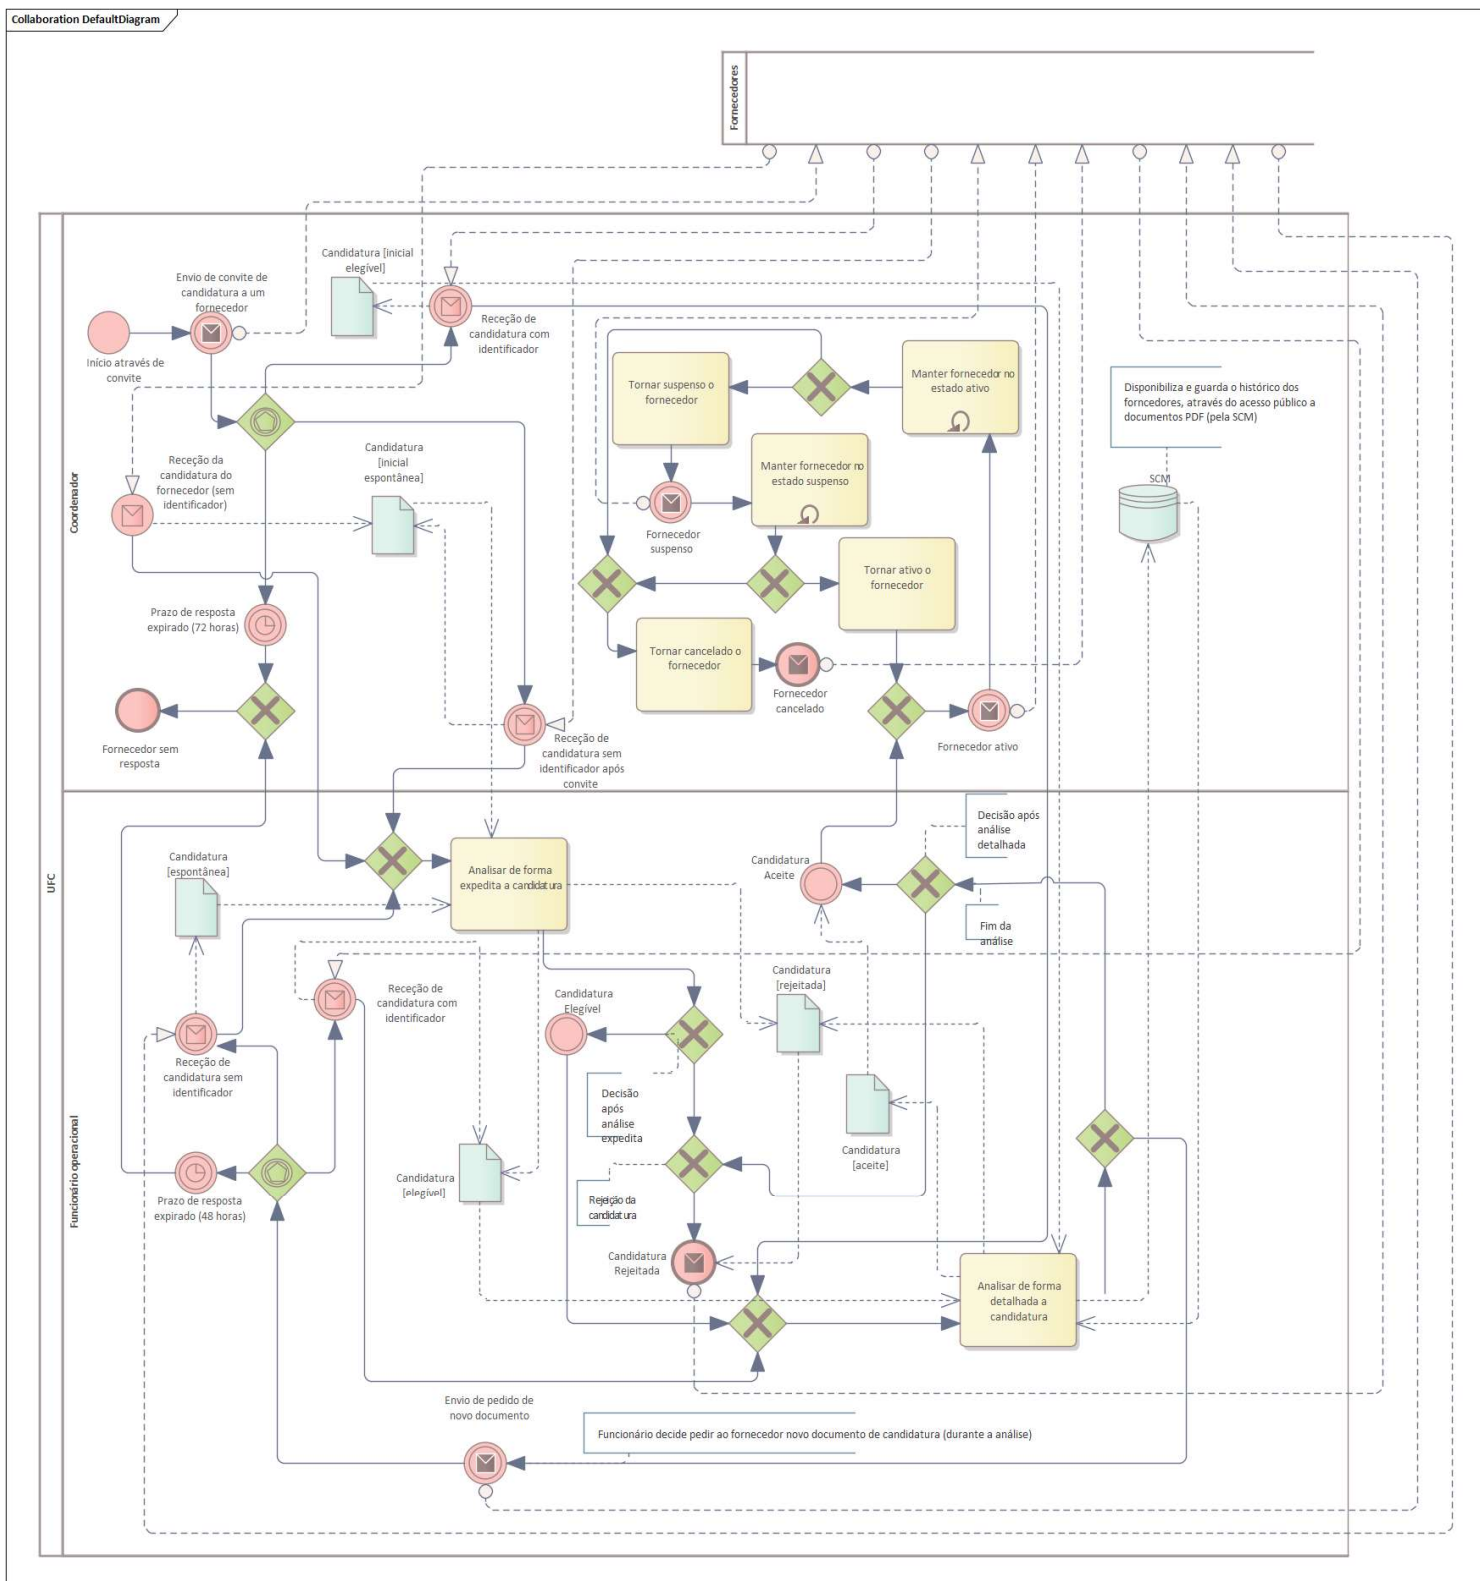 Collaboration DefaultDiagram
Fornecedores
UFC
Coordenador
Candidatura [inicial
elegível]
Envio de convite de
candidatura a um
fornecedor
Início através de
convite
Receção de
candidatura com
identificador
Tornar suspenso o
fornecedor
Manter fornecedor no
estado ativo
Disponibiliza e guarda o histórico dos
forncedores, através do acesso público a
documentos PDF (pela SCM)
Candidatura
[inicial
espontânea]
Receção da
candidatura do
fornecedor (sem
identificador)
Manter fornecedor no
estado suspenso
SCM
Fornecedor
suspenso
Tornar ativo o
fornecedor
Prazo de resposta
expirado (72 horas)
Tornar cancelado o
fornecedor
Fornecedor
cancelado
Fornecedor sem
resposta
Receção de
candidatura sem
identificador após
convite
Fornecedor ativo
Funcionário operacional
Decisão após
análise
detalhada
Candidatura
[espontânea]
Analisar de forma
expedita a candidatura
Candidatura
Aceite
Fim da
análise
Receção de
candidatura com
identificador
Candidatura
Elegível
Candidatura
[rejeitada]
Receção de
candidatura sem
identificador
Decisão
após
análise
expedita
Candidatura
[aceite]
Candidatura
[elegível]
Prazo de resposta
expirado (48 horas)
Rejeição da
candidatura
Candidatura
Rejeitada
Analisar de forma
detalhada a
candidatura
Envio de pedido de
novo documento
Funcionário decide pedir ao fornecedor novo documento de candidatura (durante a análise)